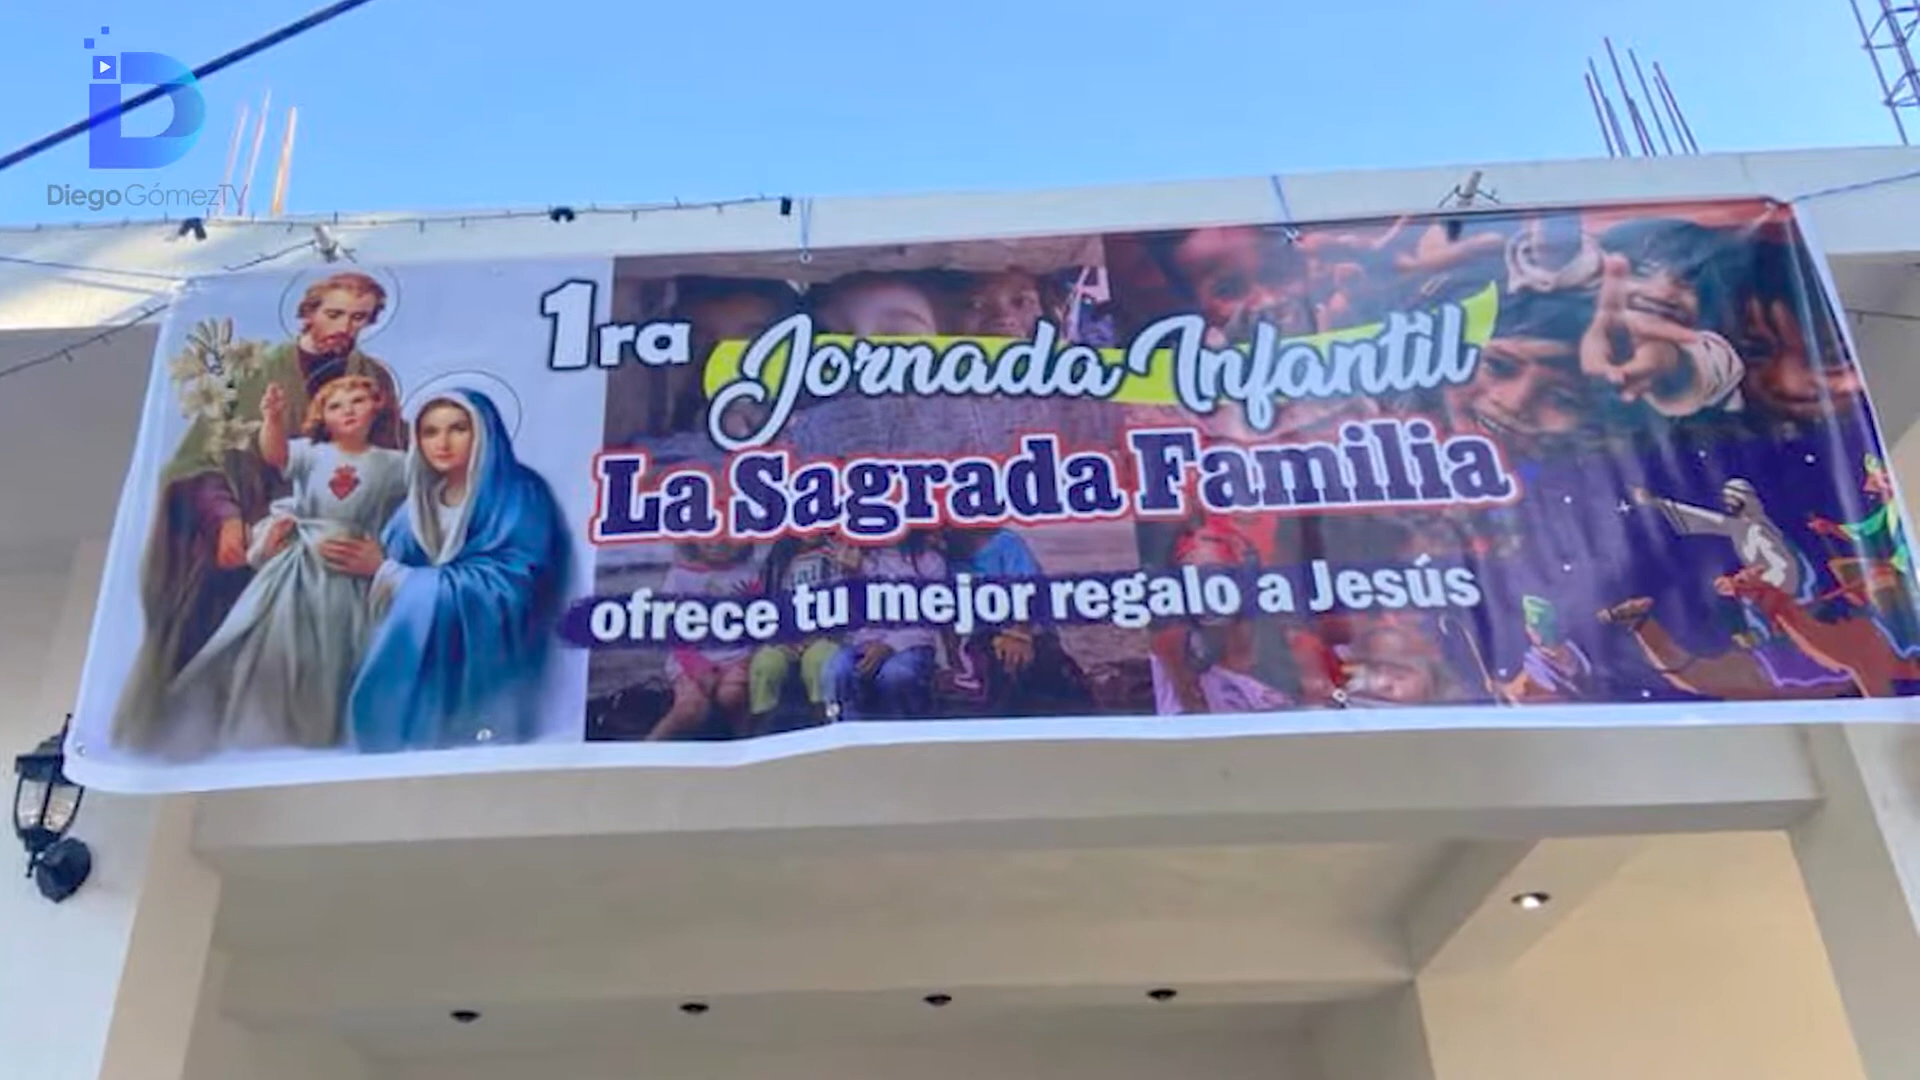 DiegoGómezTV
1ra Jornada Infantil
La Sagrada Familia
ofrece tu mejor regalo a Jesús